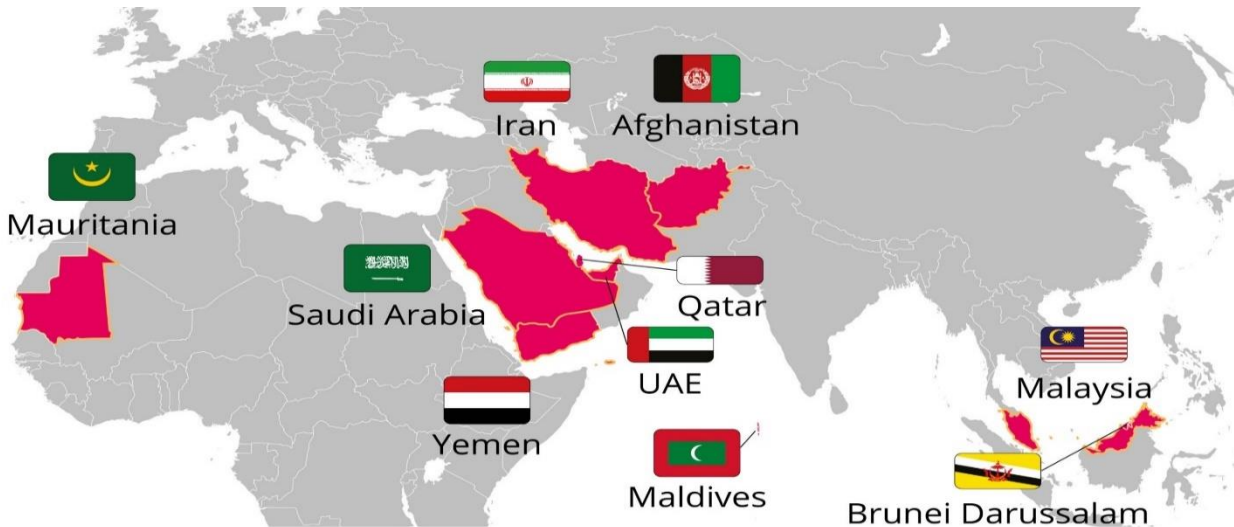 Iran
Afghanistan
Mauritania
Saudi Arabia
Qatar
UAE
Malaysia
Yemen
Maldives
Brunei Darussalam